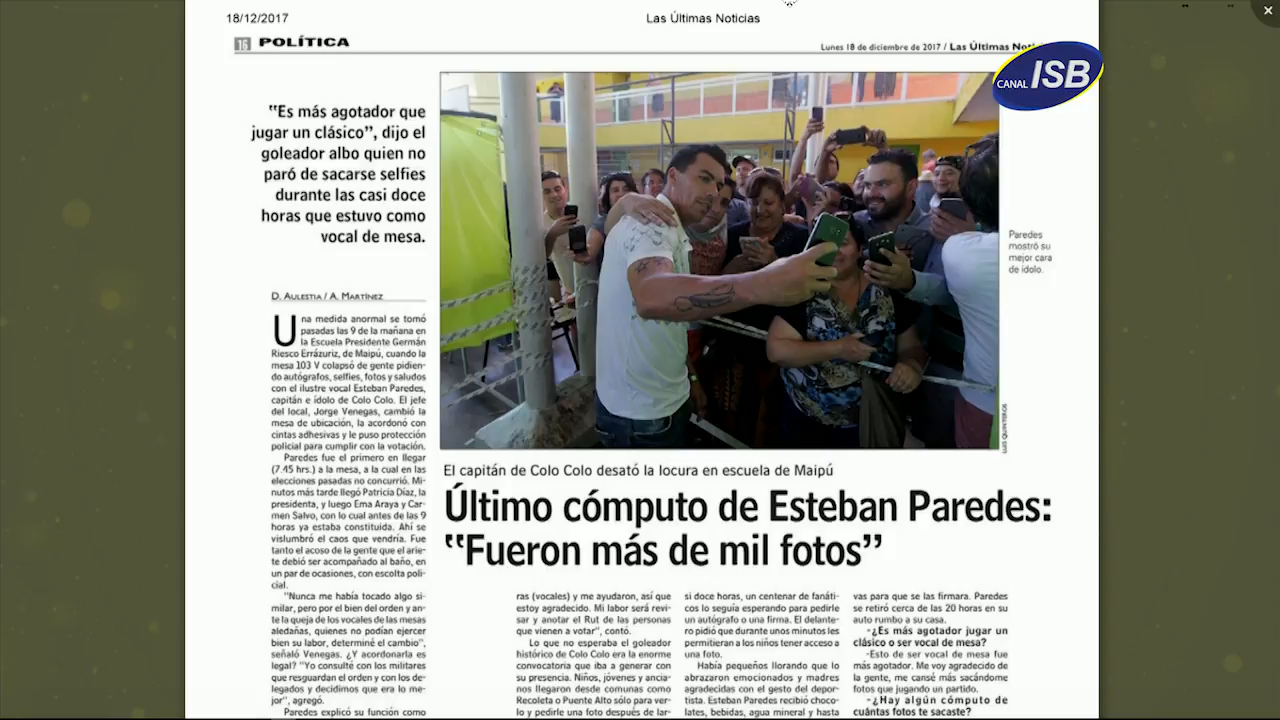 18/12/2017
Las Últimas Noticias
16 POLÍTICA
Lunes 18 de diciembre de 2017 / Las Últimas
CANAL ISB
"Es más agotador que
jugar un clásico", dijo el
goleador albo quien no
paró de sacarse selfies
durante las casi doce
horas que estuvo como
vocal de mesa.
Paredes
mostró su
mejor cara
de ídolo.
LUIS QUINTEROS
El capitán de Colo Colo desató la locura en escuela de Maipú
Último cómputo de Esteban Paredes:
"Fueron más de mil fotos"
D. Aulestia / A. Martínez
Una medida anormal se tomó
pasadas las 9 de la mañana en
la Escuela Presidente Germán
Riesco Errázuriz, de Maipú, cuando la
mesa 103 V colapsó de gente pidien-
do autógrafos, selfies, fotos y saludos
con el ilustre vocal Esteban Paredes,
capitán e ídolo de Colo Colo. El jefe
del local, Jorge Venegas, cambió la
mesa de ubicación, la acordonó con
cintas adhesivas y le puso protección
policial para cumplir con la votación.
Paredes fue el primero en llegar
(7.45 hrs.) a la mesa, a la cual en las
elecciones pasadas no concurrió. Mi-
nutos más tarde llegó Patricia Díaz, la
presidenta, y luego Ema Araya y Car-
men Salvo, con lo cual antes de las 9
horas ya estaba constituida. Ahí se
vislumbró el caos que vendría. Fue
tanto el acoso de la gente que el arie-
te debió ser acompañado al baño, en
un par de ocasiones, con escolta poli-
cial.
"Nunca me había tocado algo si-
milar, pero por el bien del orden y an-
te la queja de los vocales de las mesas
aledañas, quienes no podían ejercer
bien su labor, determiné el cambio",
señaló Venegas. ¿Y acordonarla es
legal? "Yo consulté con los militares
que resguardan el orden y con los de-
legados y decidimos que era lo me-
jor", agregó.
Paredes explicó su función como
ras (vocales) y me ayudaron, así que
estoy agradecido. Mi labor será revi-
sar y anotar el Rut de las personas
que vienen a votar", contó.
Lo que no esperaba el goleador
histórico de Colo Colo era la enorme
convocatoria que iba a generar con
su presencia. Niños, jóvenes y ancia-
nos llegaron desde comunas como
Recoleta o Puente Alto sólo para ver-
lo y pedirle una foto después de lar-
si doce horas, un centenar de fanáti-
cos lo seguía esperando para pedirle
un autógrafo o una firma. El delante-
ro pidió que durante unos minutos les
permitieran a los niños tener acceso a
una foto.
Había pequeños llorando que lo
abrazaron emocionados y madres
agradecidas con el gesto del depor-
tista. Esteban Paredes recibió choco-
lates, bebidas, agua mineral y hasta
vas para que se las firmara. Paredes
se retiró cerca de las 20 horas en su
auto rumbo a su casa.
-¿Es más agotador jugar un
clásico o ser vocal de mesa?
-Esto de ser vocal de mesa fue
más agotador. Me voy agradecido de
la gente, me cansé más sacándome
fotos que jugando un partido.
-¿Hay algún cómputo de
cuántas fotos te sacaste?